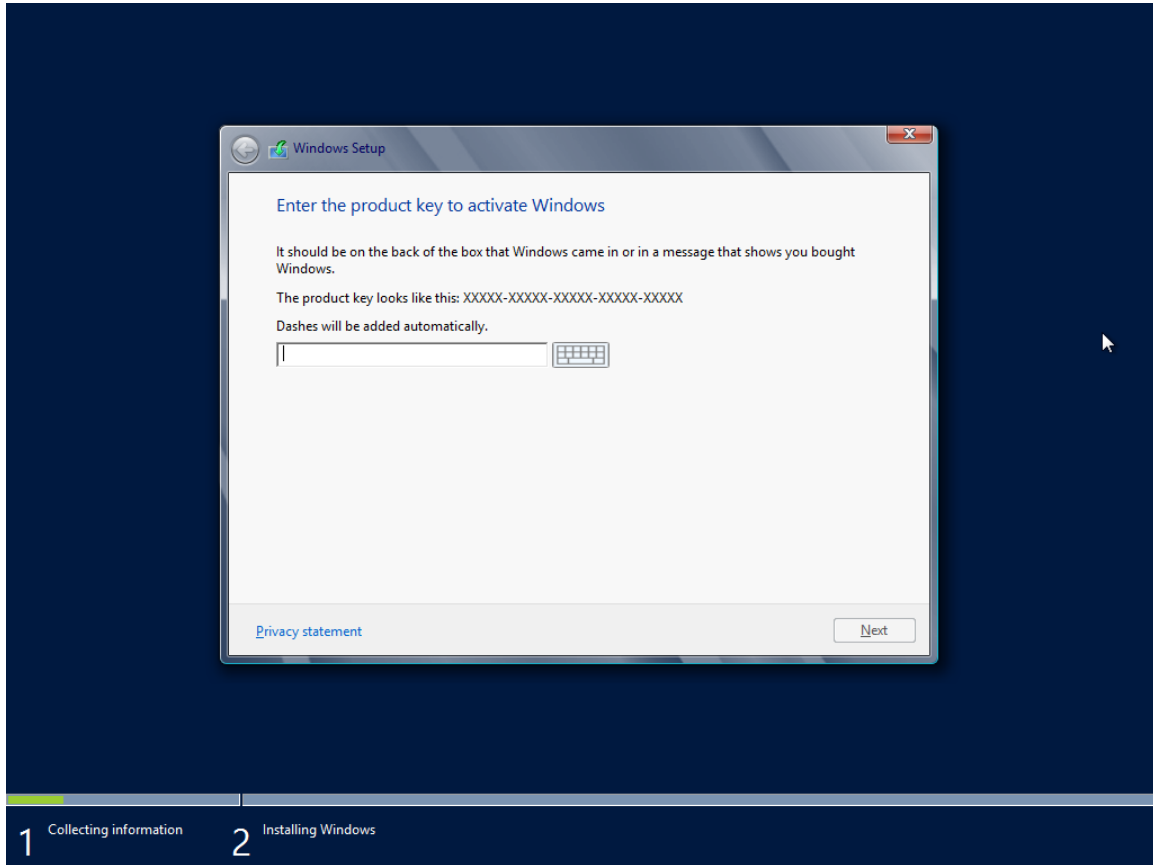 Windows Setup
Enter the product key to activate Windows
It should be on the back of the box that Windows came in or in a message that shows you bought
Windows.
The product key looks like this: XXXXX-XXXXX-XXXXX-XXXXX-XXXXX
Dashes will be added automatically.
Privacy statement
Next
1 Collecting information
2 Installing Windows